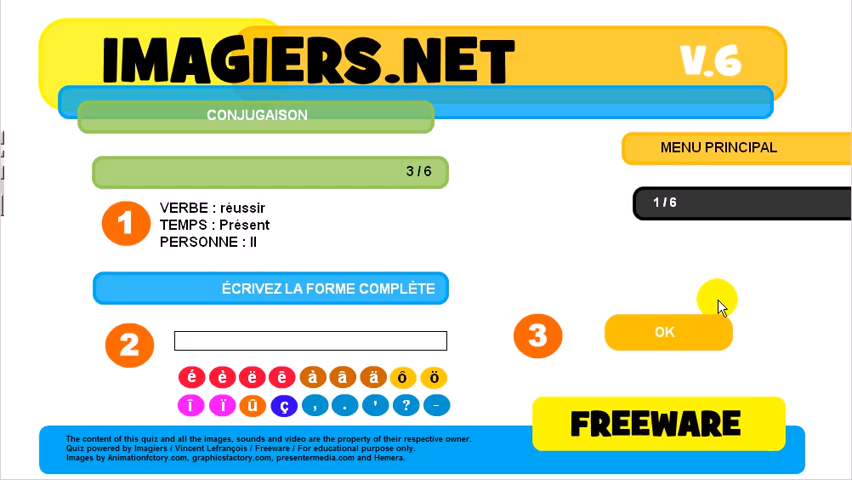 IMAGIERS.NET
V.6
CONJUGAISON
MENU PRINCIPAL
3 / 6
1 / 6
1
VERBE : réussir
TEMPS : Présent
PERSONNE : Il
ÉCRIVEZ LA FORME COMPLÈTE
2
3
OK
é è ë ê à â ä ô ö
î ï û ç , . ' ? -
FREEWARE
The content of this quiz and all the images, sounds and video are the property of their respective owner.
Quiz powered by Imagiers / Vincent Lefrançois / Freeware / For educational purpose only.
Images by Animationfctory.com, graphicsfactory.com, presentermedia.com and Hemera.